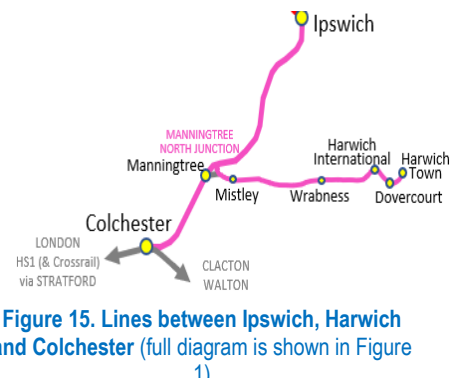 Ipswich
MANNINGTREE
NORTH JUNCTION
Manningtree
Harwich
International
Harwich
Town
Mistley
Wrabness
Dovercourt
Colchester
LONDON
HS1 (& Crossrail)
via STRATFORD
CLACTON
WALTON
Figure 15. Lines between Ipswich, Harwich
and Colchester (full diagram is shown in Figure
1)